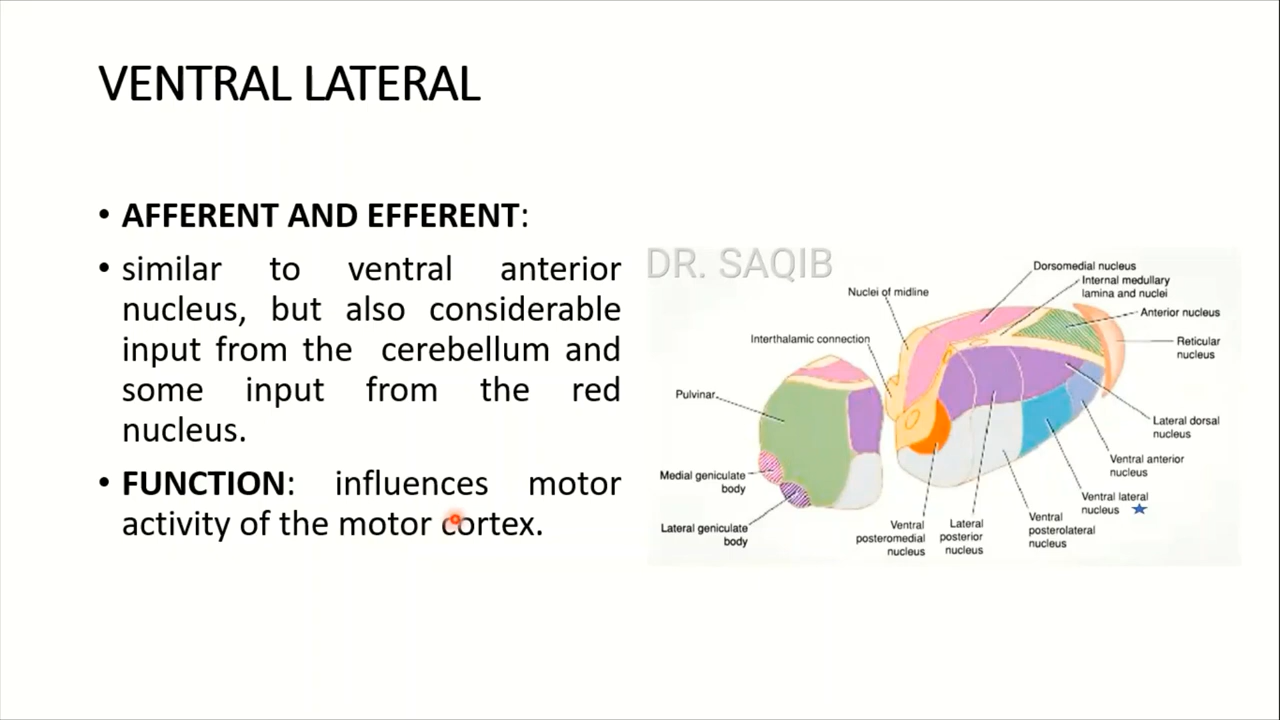 VENTRAL LATERAL
• AFFERENT AND EFFERENT:
• similar to ventral anterior
nucleus, but also considerable
input from the cerebellum and
some input from the red
nucleus.
• FUNCTION: influences motor
activity of the motor cortex.
DR. SAQIB
Dorsomedial nucleus
Internal medullary
lamina and nuclei
Nuclei of midline
Anterior nucleus
Interthalamic connection
Reticular
nucleus
Pulvinar
Lateral dorsal
nucleus
Ventral anterior
nucleus
Medial geniculate
body
Ventral lateral
nucleus
Lateral geniculate
body
Ventral
posteromedial
nucleus
Lateral
posterior
nucleus
Ventral
posterolateral
nucleus